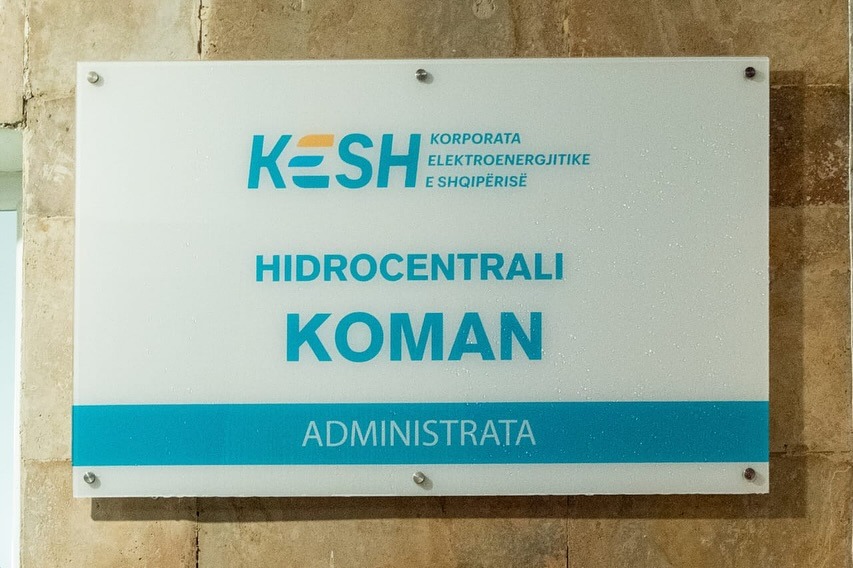 KESH
KORPORATA
ELEKTROENERGJITIKE
E SHQIPËRISË
HIDROCENTRALI
KOMAN
ADMINISTRATA